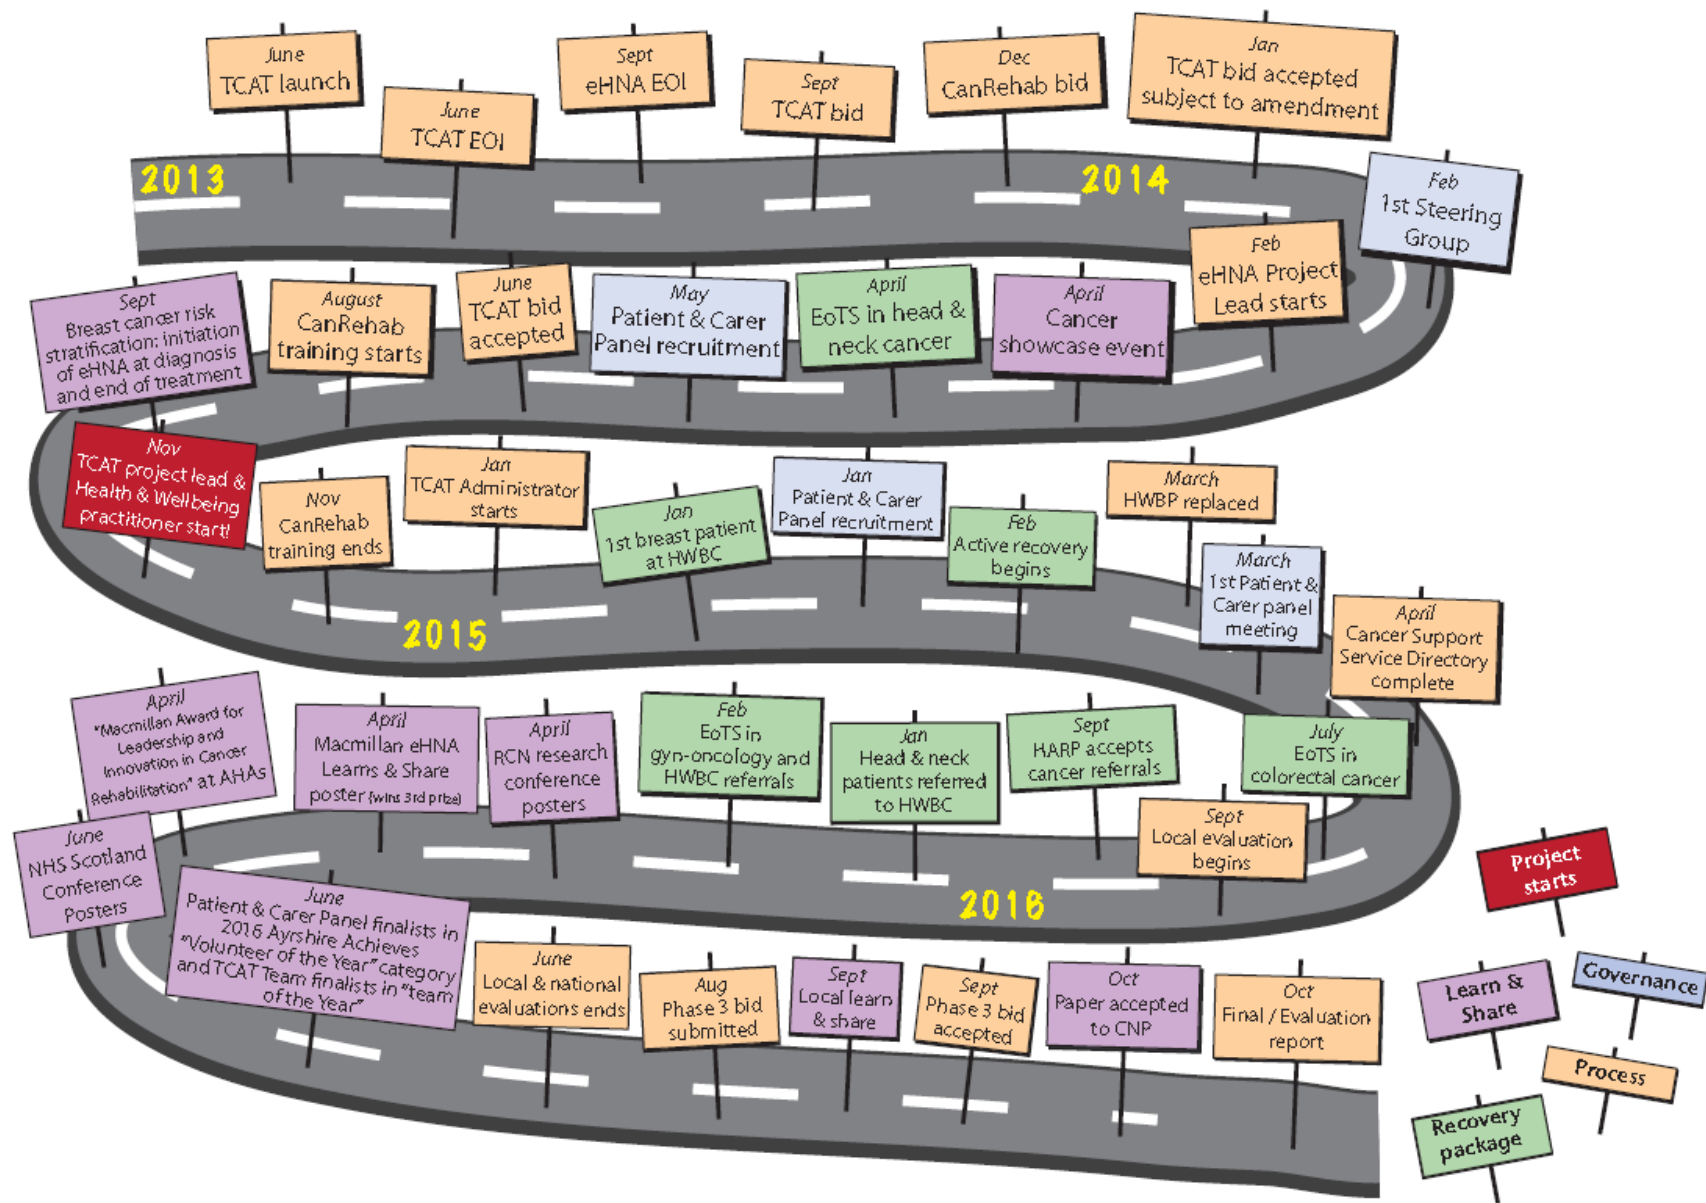 June
TCAT launch
June
TCAT EOI
Sept
eHNA EOI
Sept
TCAT bid
Dec
CanRehab bid
Jan
TCAT bid accepted
subject to amendment
2013
2014
Feb
1st Steering
Group
Feb
eHNA Project
Lead starts
April
Cancer
showcase event
April
EoTS in head &
neck cancer
May
Patient & Carer
Panel recruitment
June
TCAT bid
accepted
August
CanRehab
training starts
Sept
Breast cancer risk
stratification: initiation
of eHNA at diagnosis
and end of treatment
Nov
TCAT project lead &
Health & Wellbeing
practitioner start!
Nov
CanRehab
training ends
Jan
TCAT Administrator
starts
2015
Jan
1st breast patient
at HWBC
Jan
Patient & Carer
Panel recruitment
Feb
Active recovery
begins
March
HWBP replaced
March
1st Patient &
Carer panel
meeting
April
Cancer Support
Service Directory
complete
July
EoTS in
colorectal cancer
Sept
Local evaluation
begins
Sept
HARP accepts
cancer referrals
2016
Jan
Head & neck
patients referred
to HWBC
Feb
EoTS in
gyn-oncology and
HWBC referrals
April
RCN research
conference
posters
April
Macmillan eHNA
Learns & Share
poster (wins 3rd prize)
April
"Macmillan Award for
Leadership and
Innovation in Cancer
Rehabilitation" at AHAs
June
NHS Scotland
Conference
Posters
June
Patient & Carer Panel finalists in
2016 Ayrshire Achieves
"Volunteer of the Year" category
and TCAT Team finalists in "team
of the Year"
June
Local & national
evaluations ends
Aug
Phase 3 bid
submitted
Sept
Local learn
& share
Sept
Phase 3 bid
accepted
Oct
Paper accepted
to CNP
Oct
Final / Evaluation
report
Project
starts
Governance
Learn &
Share
Process
Recovery
package